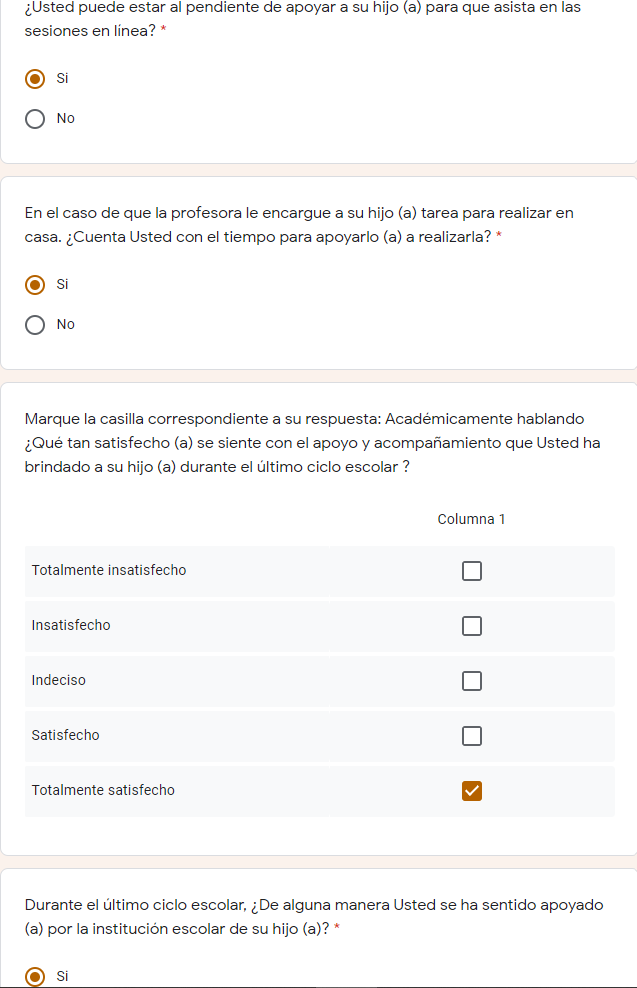 ¿Usted puede estar al pendiente de apoyar a su hijo (a) para que asista en las
sesiones en línea? *
Si
No
En el caso de que la profesora le encargue a su hijo (a) tarea para realizar en
casa. ¿Cuenta Usted con el tiempo para apoyarlo (a) a realizarla? *
Si
No
Marque la casilla correspondiente a su respuesta: Académicamente hablando
¿Qué tan satisfecho (a) se siente con el apoyo y acompañamiento que Usted ha
brindado a su hijo (a) durante el último ciclo escolar ?
Columna 1
Totalmente insatisfecho
Insatisfecho
Indeciso
Satisfecho
Totalmente satisfecho
Durante el último ciclo escolar, ¿De alguna manera Usted se ha sentido apoyado
(a) por la institución escolar de su hijo (a)? *
Si